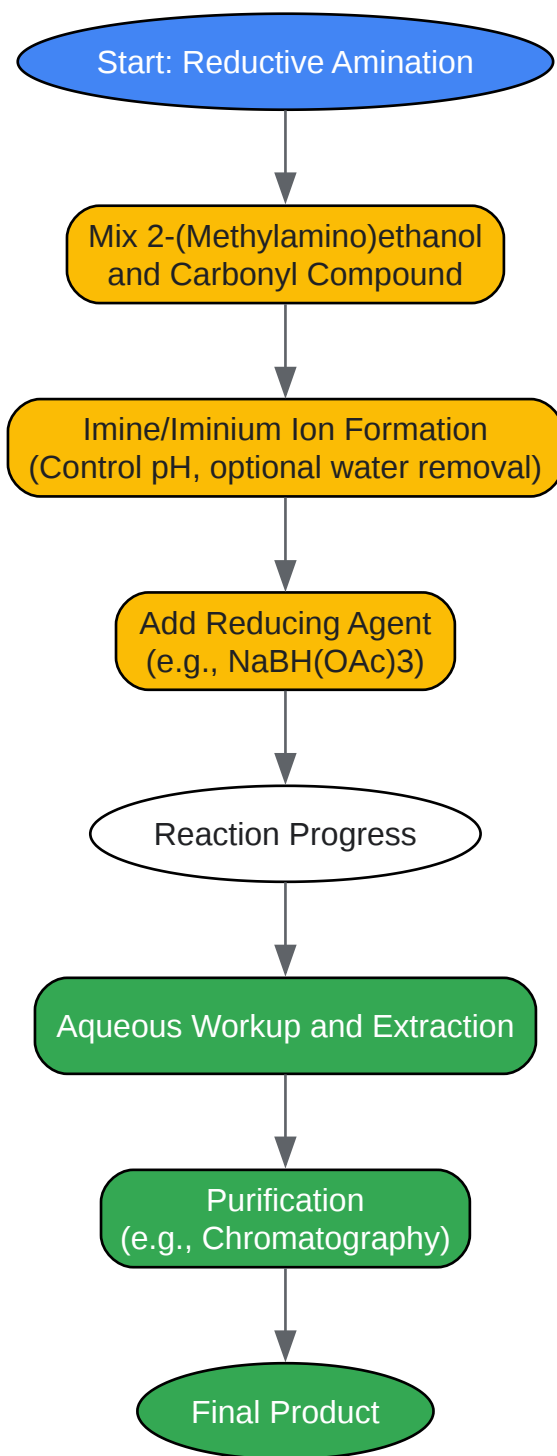 Start: Reductive Amination
Mix 2-(Methylamino)ethanol
and Carbonyl Compound
Imine/Iminium Ion Formation
(Control pH, optional water removal)
Add Reducing Agent
(e.g., NaBH(OAc)3)
Reaction Progress
Aqueous Workup and Extraction
Purification
(e.g., Chromatography)
Final Product